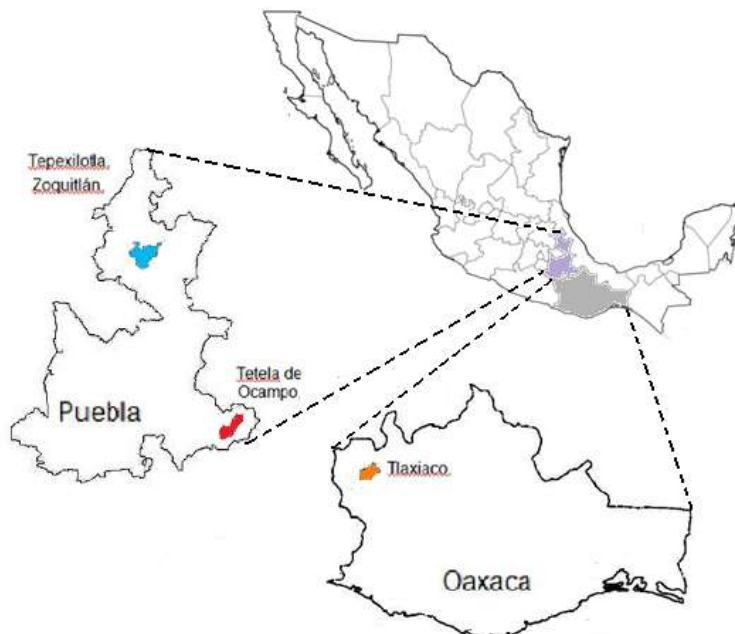 Tepexilotla,
Zoquitlán.
Tetela de
Ocampo
Puebla
Tlaxiaco
Oaxaca